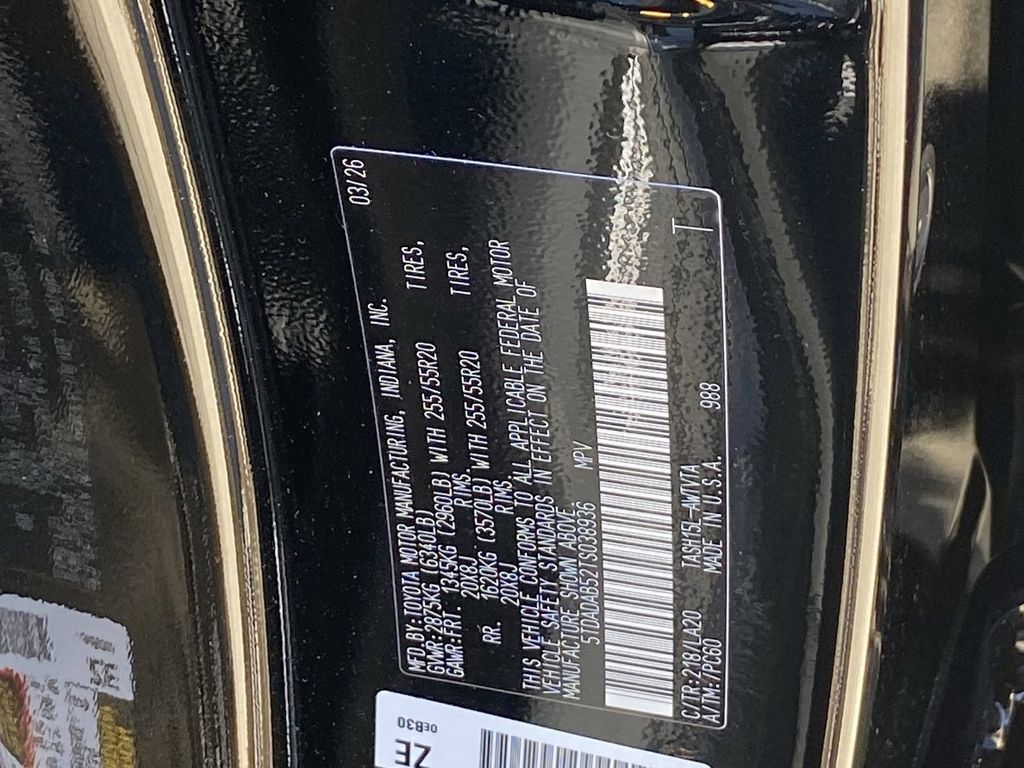 03/26
MFD.BY:TOYOTA MOTOR MANUFACTURING, INDIANA, INC.
GVWR:2875KG (6340LB)
GAWR:FRT. 1345KG (2960LB) WITH 255/55R20 TIRES,
20X8J RIMS,
RR. 1620KG (3570LB) WITH 255/55R20 TIRES,
20X8J RIMS.
THIS VEHICLE CONFORMS TO ALL APPLICABLE FEDERAL MOTOR
VEHICLE SAFETY STANDARDS IN EFFECT ON THE DATE OF
MANUFACTURE SHOWN ABOVE.
5TDADAB52TS038936 MPV
C/TR:218/LA20 TASH15L-AWTVTA 988 T
A/TM:/PC60 MADE IN U.S.A
ZE 0EB30